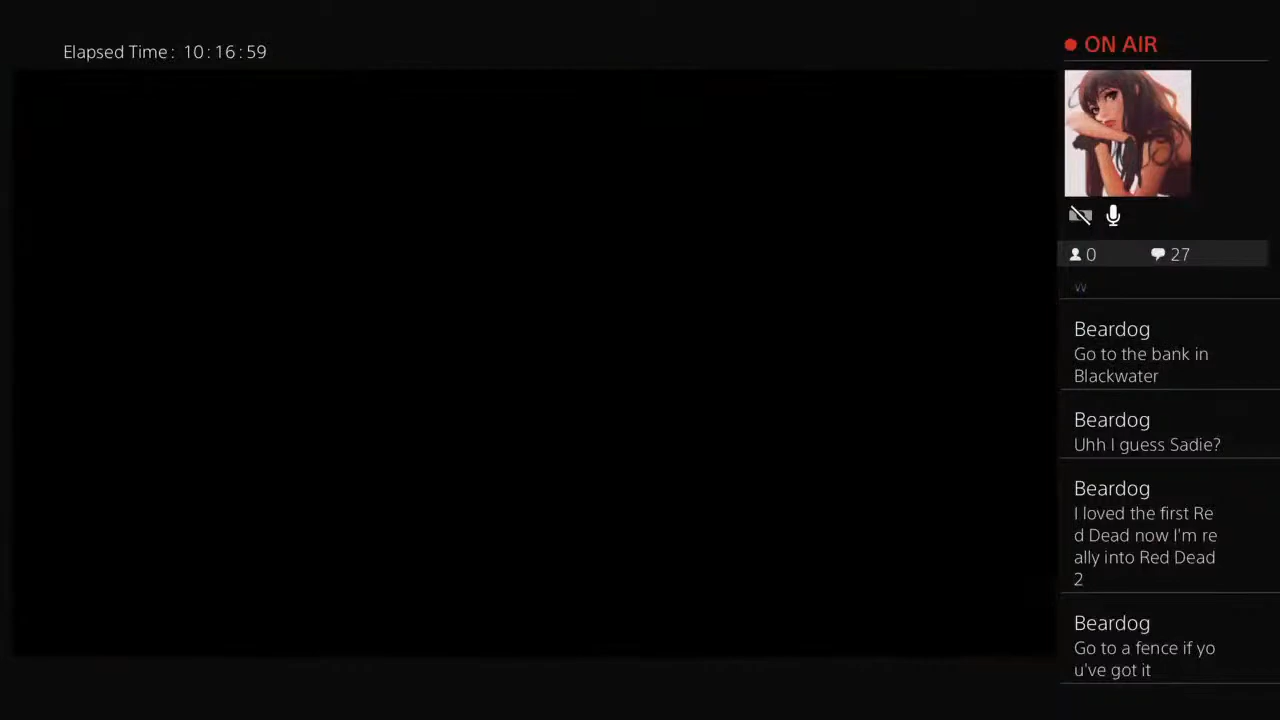 Elapsed Time: 10:16:59
ON AIR
0 27
w
Beardog
Go to the bank in
Blackwater
Beardog
Uhh I guess Sadie?
Beardog
I loved the first Re
d Dead now I'm re
ally into Red Dead
2
Beardog
Go to a fence if yo
u've got it